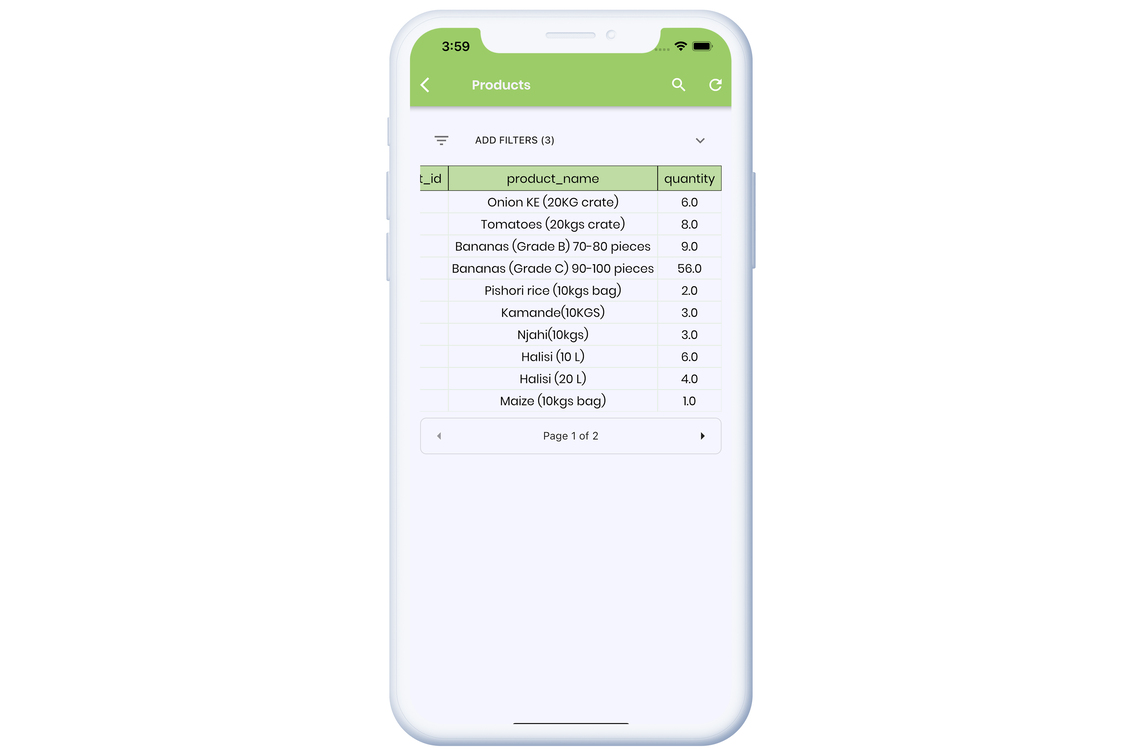 3:59
Products
ADD FILTERS (3)
t_id product_name quantity
Onion KE (20KG crate) 6.0
Tomatoes (20kgs crate) 8.0
Bananas (Grade B) 70-80 pieces 9.0
Bananas (Grade C) 90-100 pieces 56.0
Pishori rice (10kgs bag) 2.0
Kamande(10KGS) 3.0
Njahi(10kgs) 3.0
Halisi (10 L) 6.0
Halisi (20 L) 4.0
Maize (10kgs bag) 1.0
Page 1 of 2